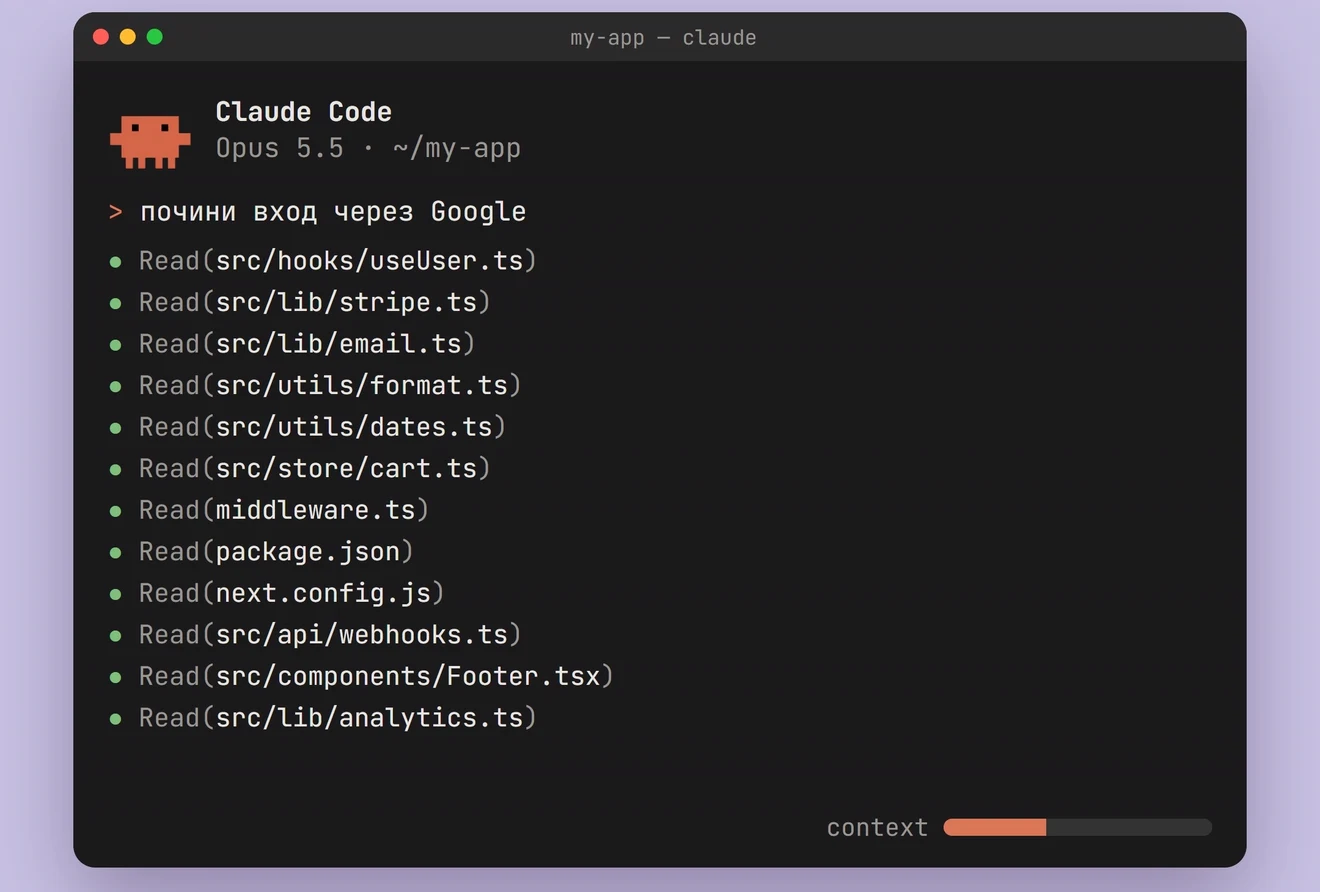 my-app — claude
Claude Code
Opus 5.5 · ~/my-app
> почини вход через Google
● Read(src/hooks/useUser.ts)
● Read(src/lib/stripe.ts)
● Read(src/lib/email.ts)
● Read(src/utils/format.ts)
● Read(src/utils/dates.ts)
● Read(src/store/cart.ts)
● Read(middleware.ts)
● Read(package.json)
● Read(next.config.js)
● Read(src/api/webhooks.ts)
● Read(src/components/Footer.tsx)
● Read(src/lib/analytics.ts)
context